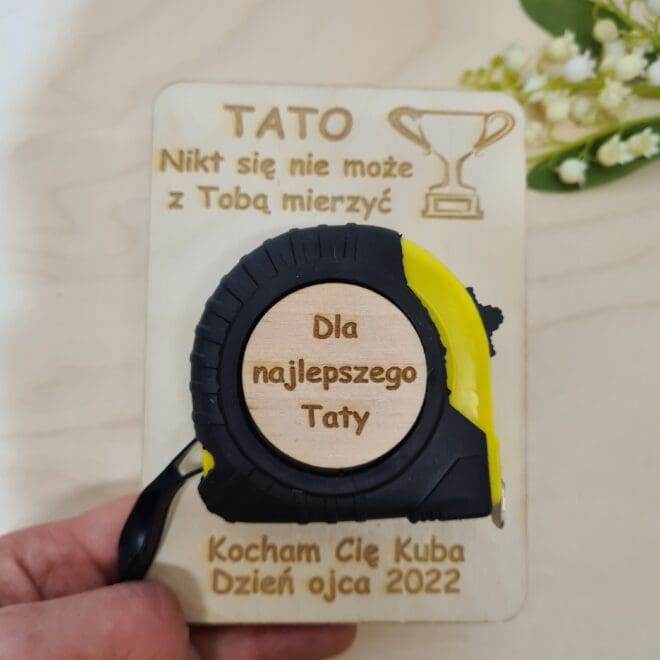 TATO
Nikt się nie może
z Tobą mierzyć
Dla
najlepszego
Taty
Kocham Cię Kuba
Dzień ojca 2022